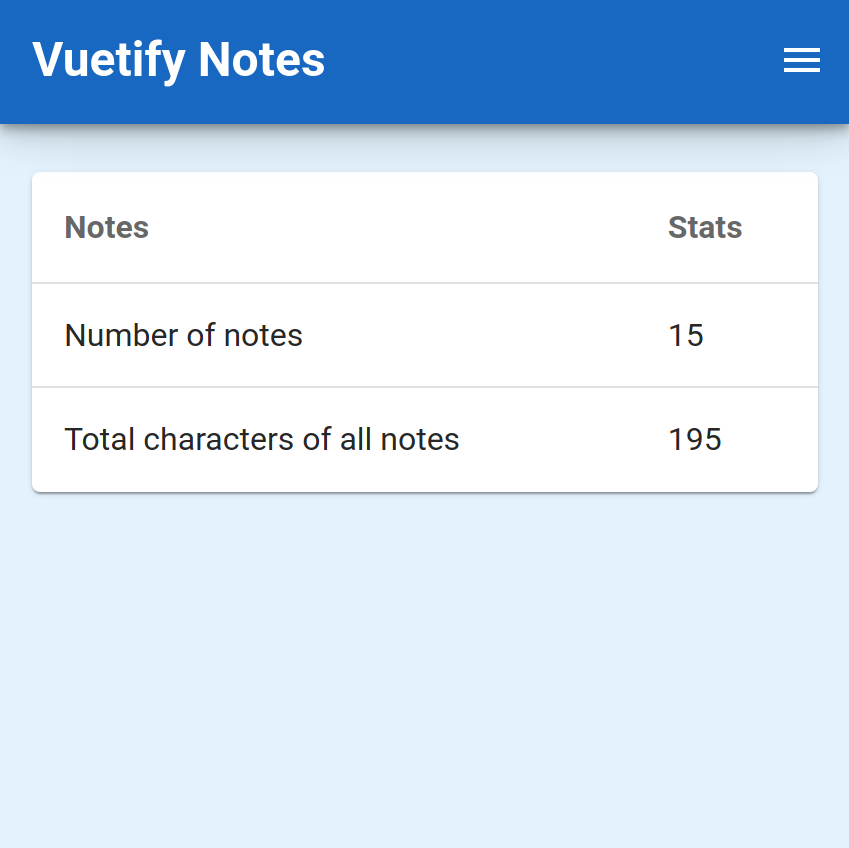 Vuetify Notes
Notes Stats
Number of notes 15
Total characters of all notes 195